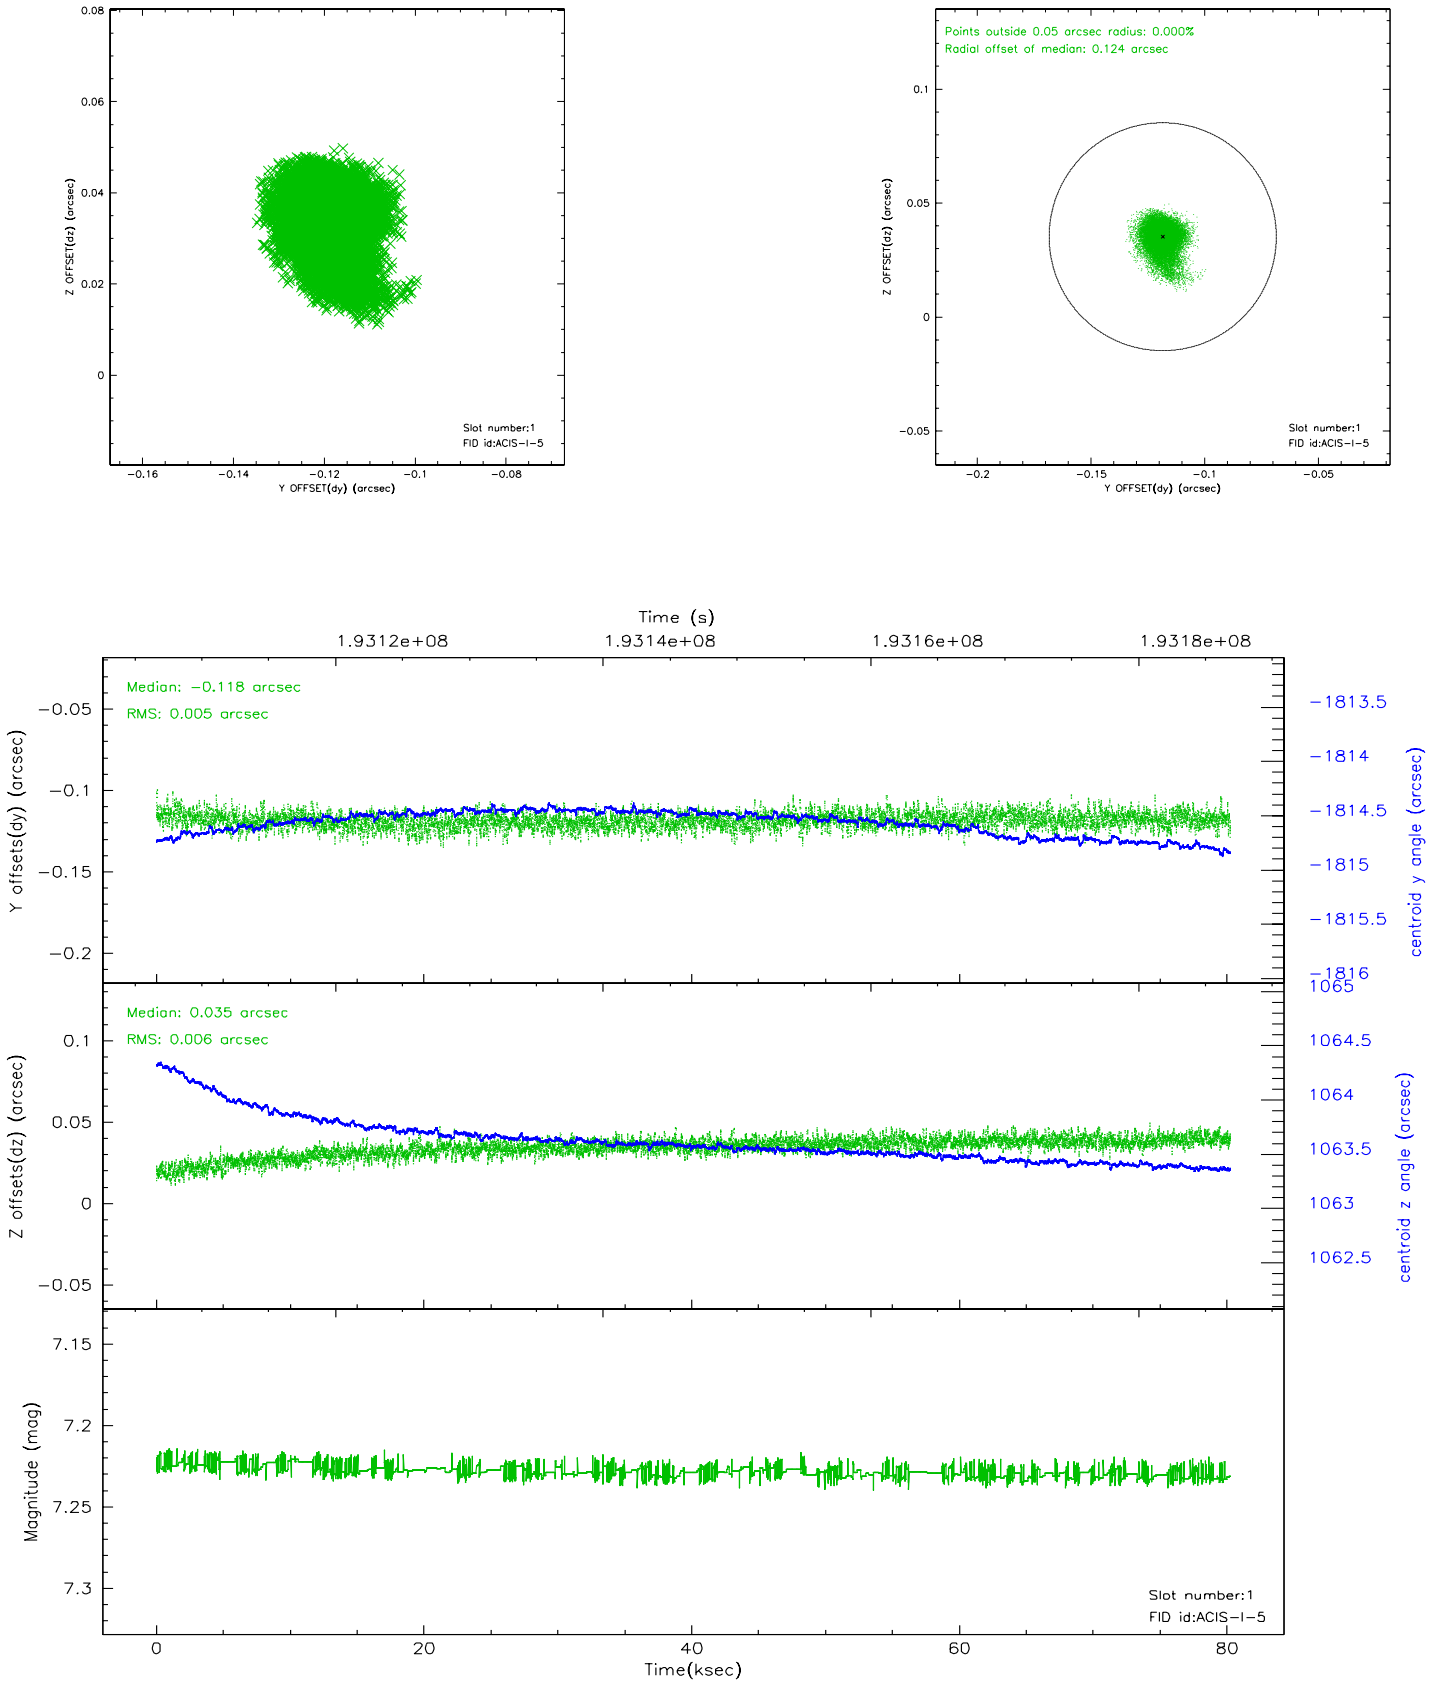 0.08
0.06
0.04
0.02
0
Z OFFSET(dz) (arcsec)
Slot number:1
FID id:ACIS-I-5
-0.16 -0.14 -0.12 -0.1 -0.08
Y OFFSET(dy) (arcsec)
Points outside 0.05 arcsec radius: 0.000%
Radial offset of median: 0.124 arcsec
0.1
0.05
0
-0.05
Z OFFSET(dz) (arcsec)
Slot number:1
FID id:ACIS-I-5
-0.2 -0.15 -0.1 -0.05
Y OFFSET(dy) (arcsec)
Time (s)
1.9312e+08 1.9314e+08 1.9316e+08 1.9318e+08
Median: -0.118 arcsec
RMS: 0.005 arcsec
-0.05
-0.1
-0.15
-0.2
Y offsets(dy) (arcsec)
-1813.5
-1814
-1814.5
-1815
-1815.5
-1816
centroid y angle (arcsec)
Median: 0.035 arcsec
RMS: 0.006 arcsec
0.1
0.05
0
-0.05
Z offsets(dz) (arcsec)
1065
1064.5
1064
1063.5
1063
1062.5
centroid z angle (arcsec)
7.15
7.2
7.25
7.3
Magnitude (mag)
Slot number:1
FID id:ACIS-I-5
0 20 40 60 80
Time(ksec)